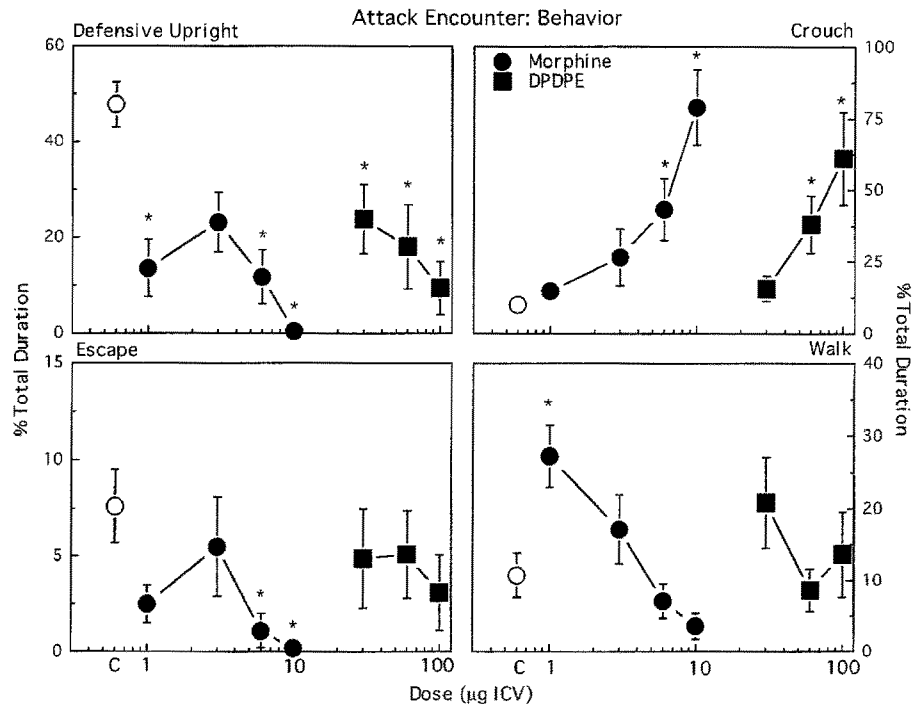 Attack Encounter: Behavior
Defensive Upright
Crouch
60
40
20
0
% Total Duration
* * * * * *
● Morphine
■ DPDPE
* * * *
100
75
50
25
0
% Total Duration
Escape
Walk
15
10
5
0
* *
*
40
30
20
10
0
C 1 10 100
C 1 10 100
Dose (µg ICV)